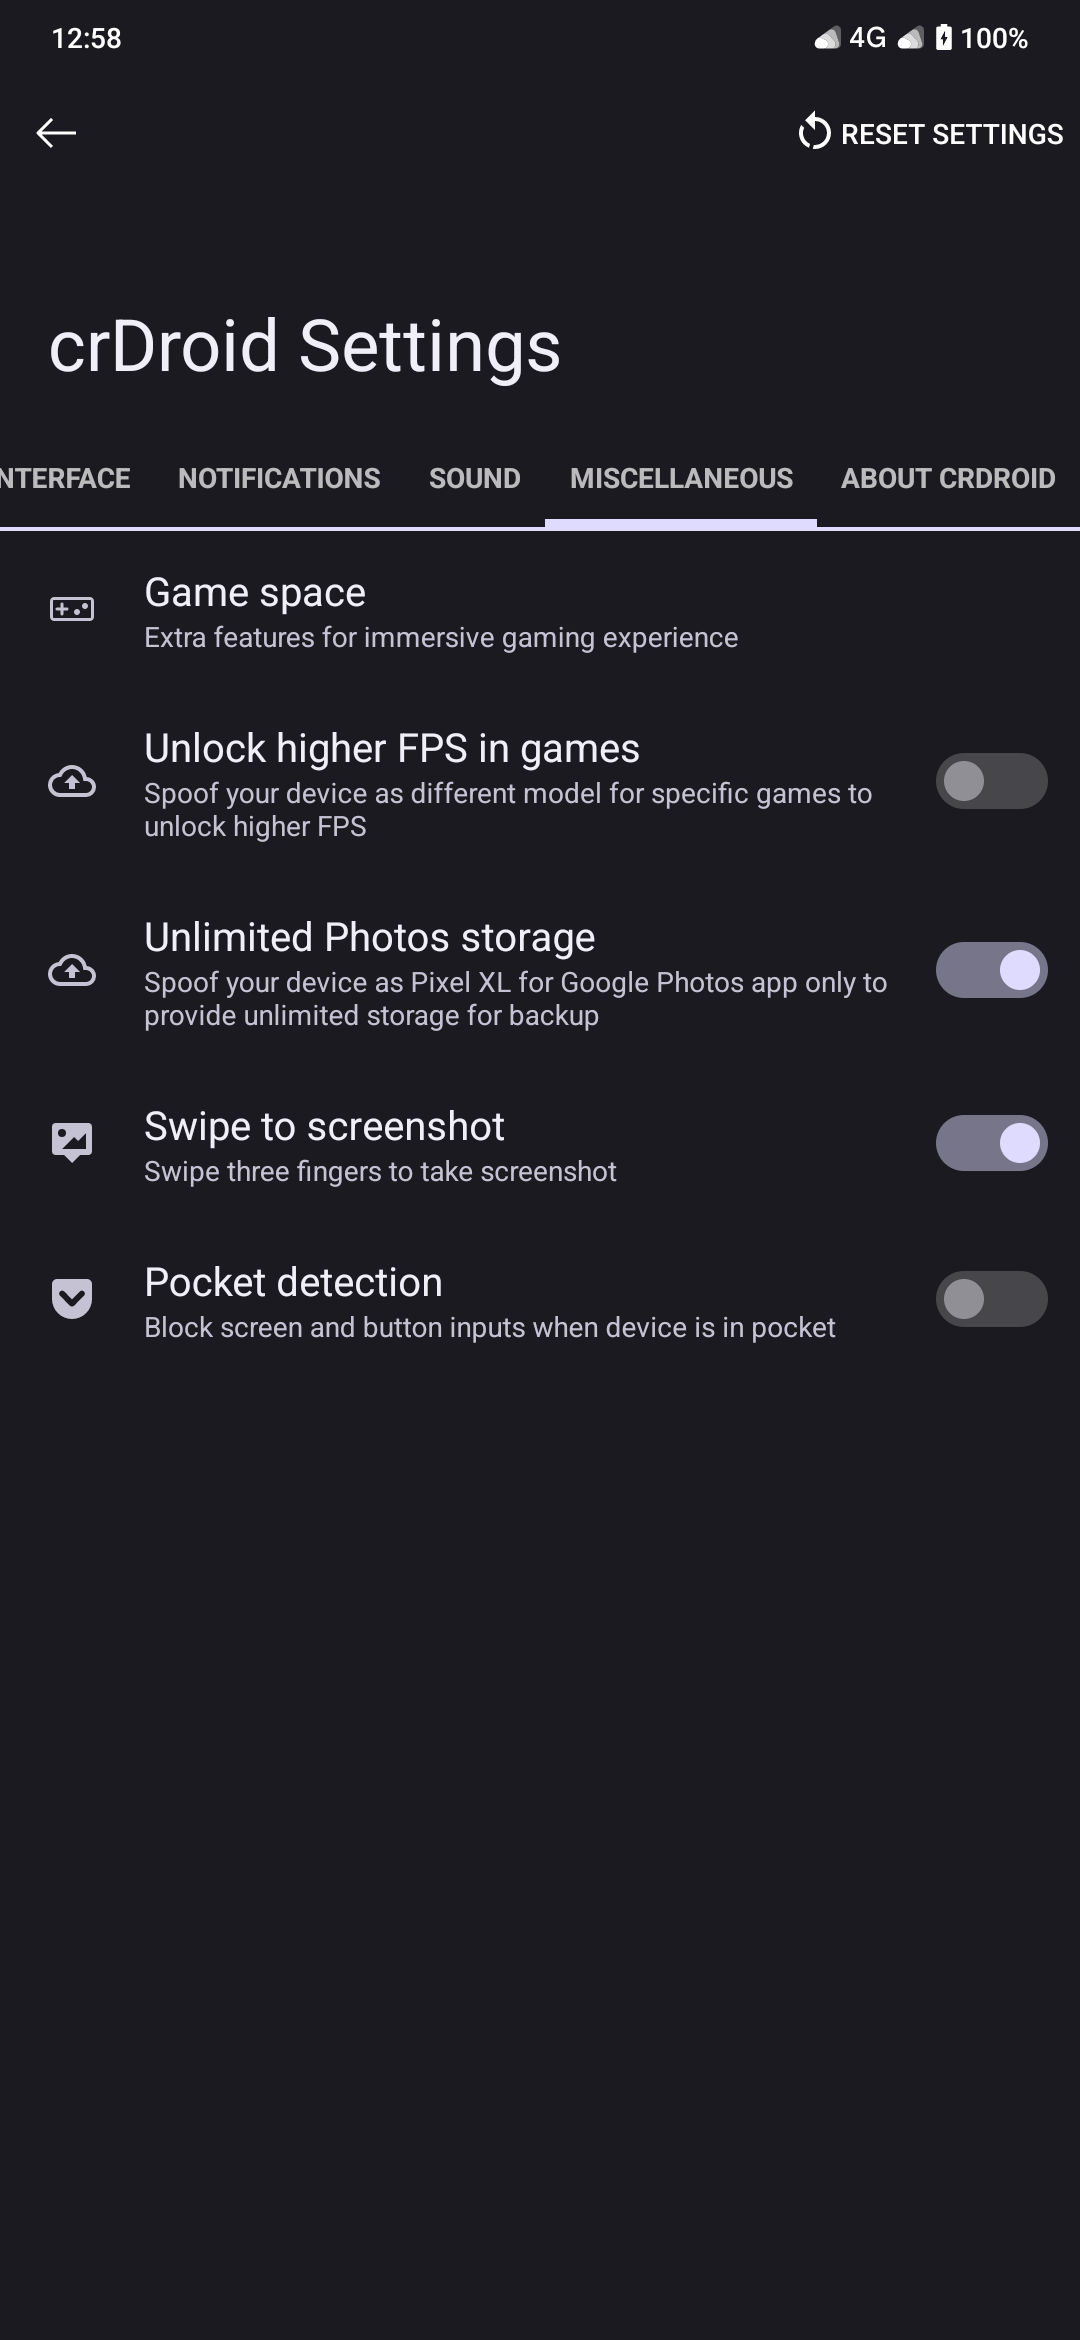 12:58
4G 100%
RESET SETTINGS
crDroid Settings
NTERFACE NOTIFICATIONS SOUND MISCELLANEOUS ABOUT CRDROID
Game space
Extra features for immersive gaming experience
Unlock higher FPS in games
Spoof your device as different model for specific games to
unlock higher FPS
Unlimited Photos storage
Spoof your device as Pixel XL for Google Photos app only to
provide unlimited storage for backup
Swipe to screenshot
Swipe three fingers to take screenshot
Pocket detection
Block screen and button inputs when device is in pocket